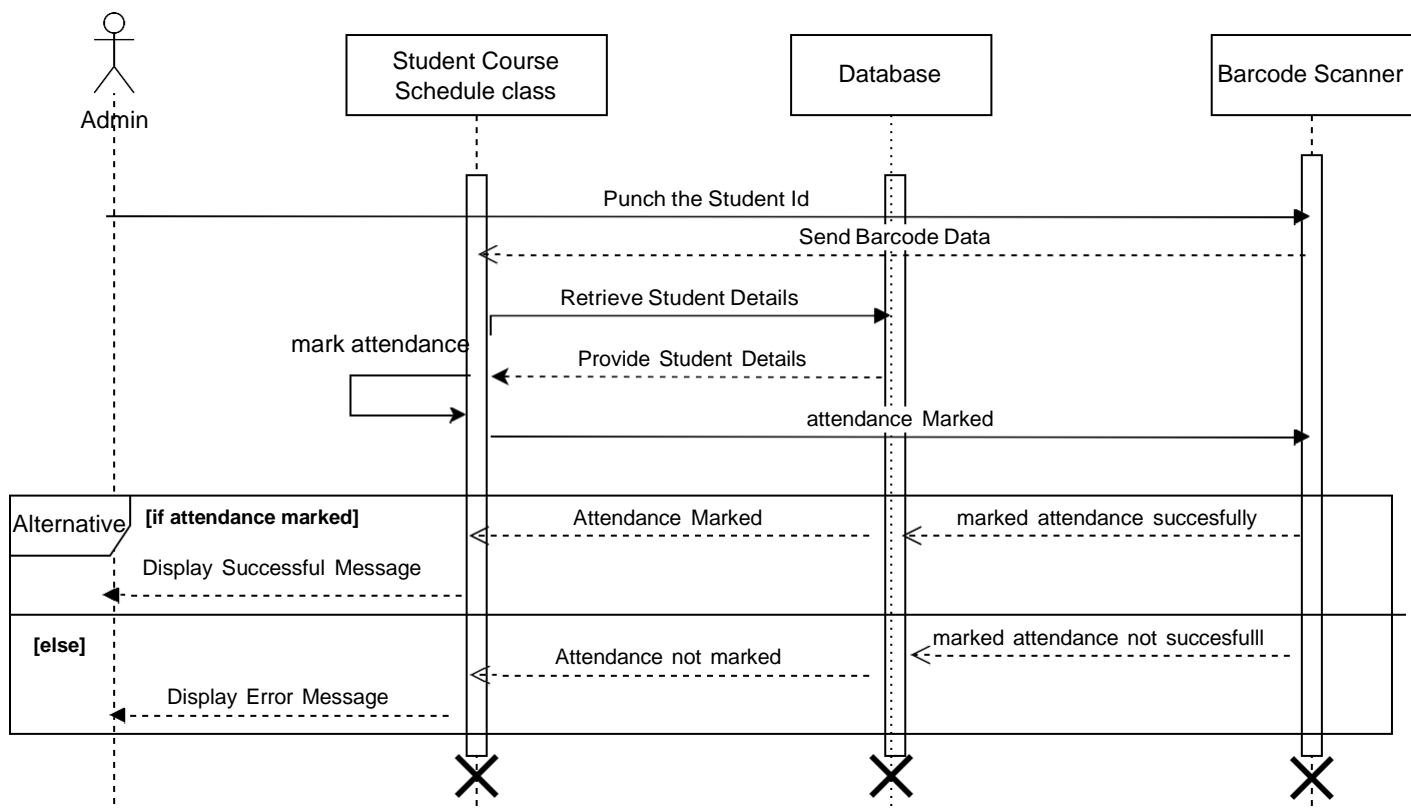 Student Course
Schedule class
Database
Barcode Scanner
Admin
Punch the Student Id
Send Barcode Data
Retrieve Student Details
mark attendance
Provide Student Details
attendance Marked
Alternative
[if attendance marked]
Attendance Marked
marked attendance succesfully
Display Successful Message
[else]
marked attendance not succesfulll
Attendance not marked
Display Error Message